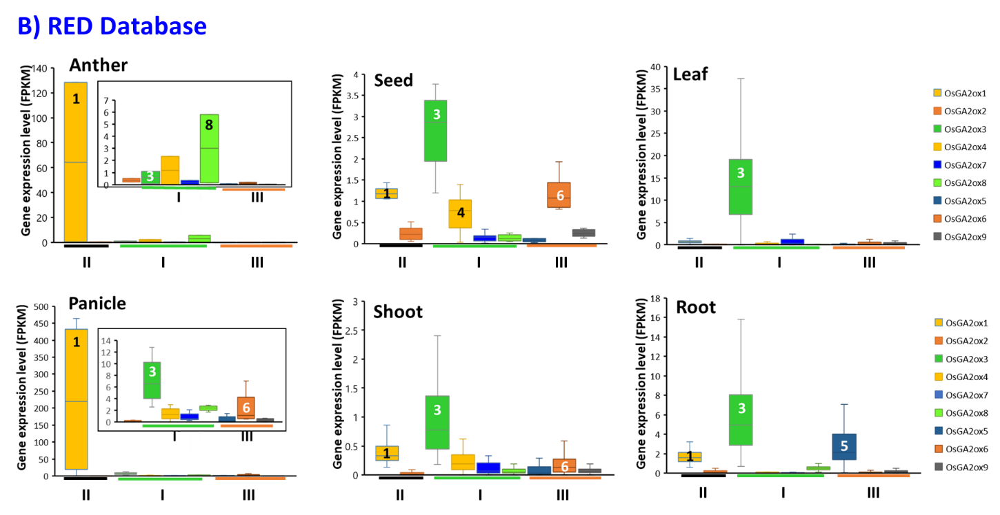 B) RED Database
Anther
Gene expression level (FPKM)
140
120
100
80
60
40
20
0
1
7
6
5
4
3
2
1
0
3
8
I
III
II
I
III
Seed
Gene expression level (FPKM)
4
3.5
3
2.5
2
1.5
1
0.5
0
1
3
4
6
II
I
III
Leaf
Gene expression level (FPKM)
40
35
30
25
20
15
10
5
0
3
II
I
III
OsGA2ox1
OsGA2ox2
OsGA2ox3
OsGA2ox4
OsGA2ox7
OsGA2ox8
OsGA2ox5
OsGA2ox6
OsGA2ox9
Panicle
Gene expression level (FPKM)
500
450
400
350
300
250
200
150
100
50
0
1
14
12
10
8
6
4
2
0
3
6
I
III
II
I
III
Shoot
Gene expression level (FPKM)
3
2.5
2
1.5
1
0.5
0
1
3
6
II
I
III
Root
Gene expression level (FPKM)
18
16
14
12
10
8
6
4
2
0
1
3
5
II
I
III
OsGA2ox1
OsGA2ox2
OsGA2ox3
OsGA2ox4
OsGA2ox7
OsGA2ox8
OsGA2ox5
OsGA2ox6
OsGA2ox9